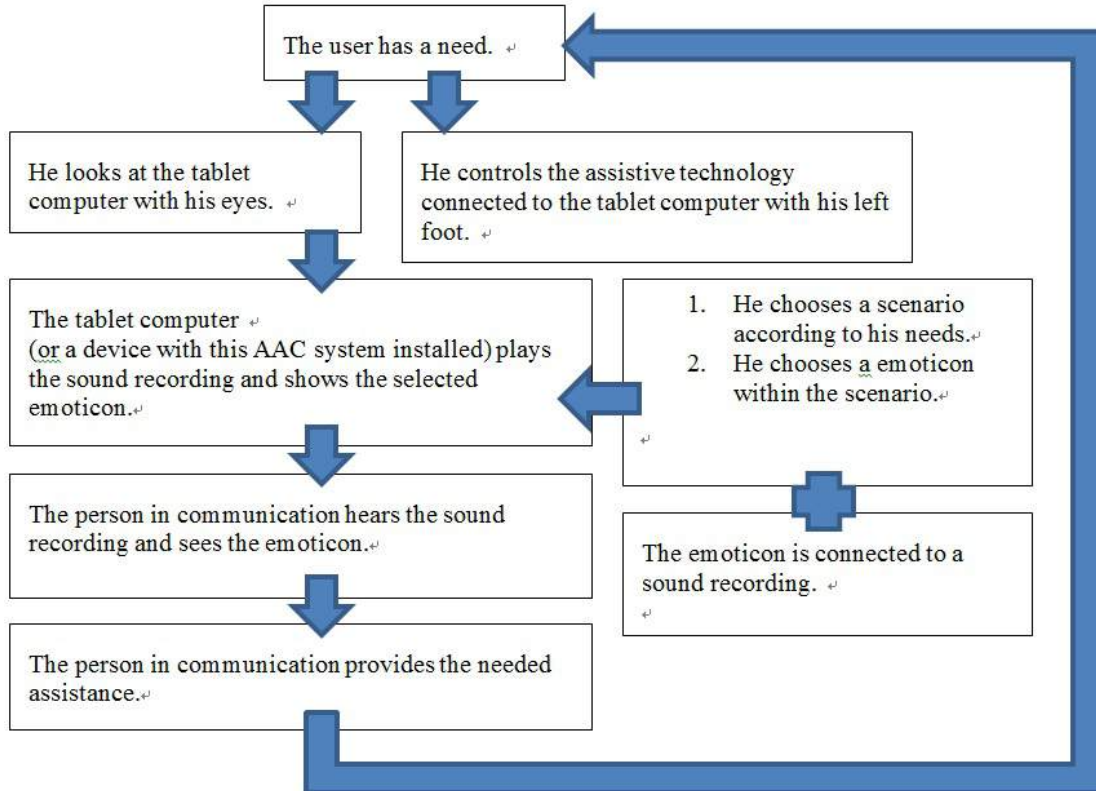 The user has a need.
He looks at the tablet
computer with his eyes.
He controls the assistive technology
connected to the tablet computer with his left
foot.
The tablet computer
(or a device with this AAC system installed) plays
the sound recording and shows the selected
emoticon.
1. He chooses a scenario
according to his needs.
2. He chooses a emoticon
within the scenario.
The person in communication hears the sound
recording and sees the emoticon.
The emoticon is connected to a
sound recording.
The person in communication provides the needed
assistance.